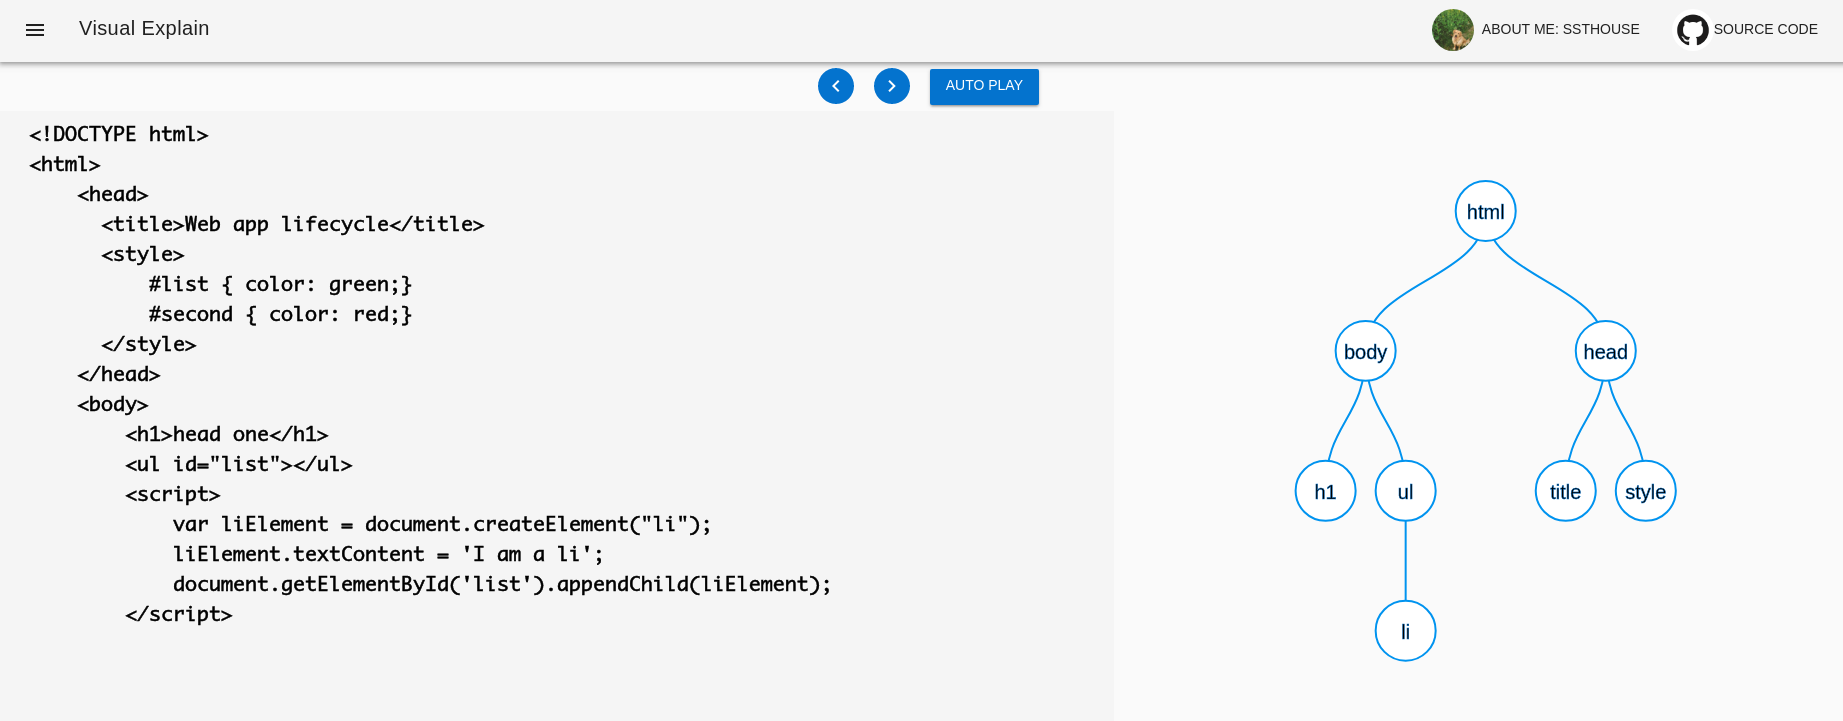 Visual Explain
ABOUT ME: SSTHOUSE
SOURCE CODE
AUTO PLAY
<!DOCTYPE html>
<html>
    <head>
      <title>Web app lifecycle</title>
      <style>
          #list { color: green;}
          #second { color: red;}
      </style>
    </head>
    <body>
        <h1>head one</h1>
        <ul id="list"></ul>
        <script>
            var liElement = document.createElement("li");
            liElement.textContent = 'I am a li';
            document.getElementById('list').appendChild(liElement);
        </script>
html
body
head
h1
ul
title
style
li